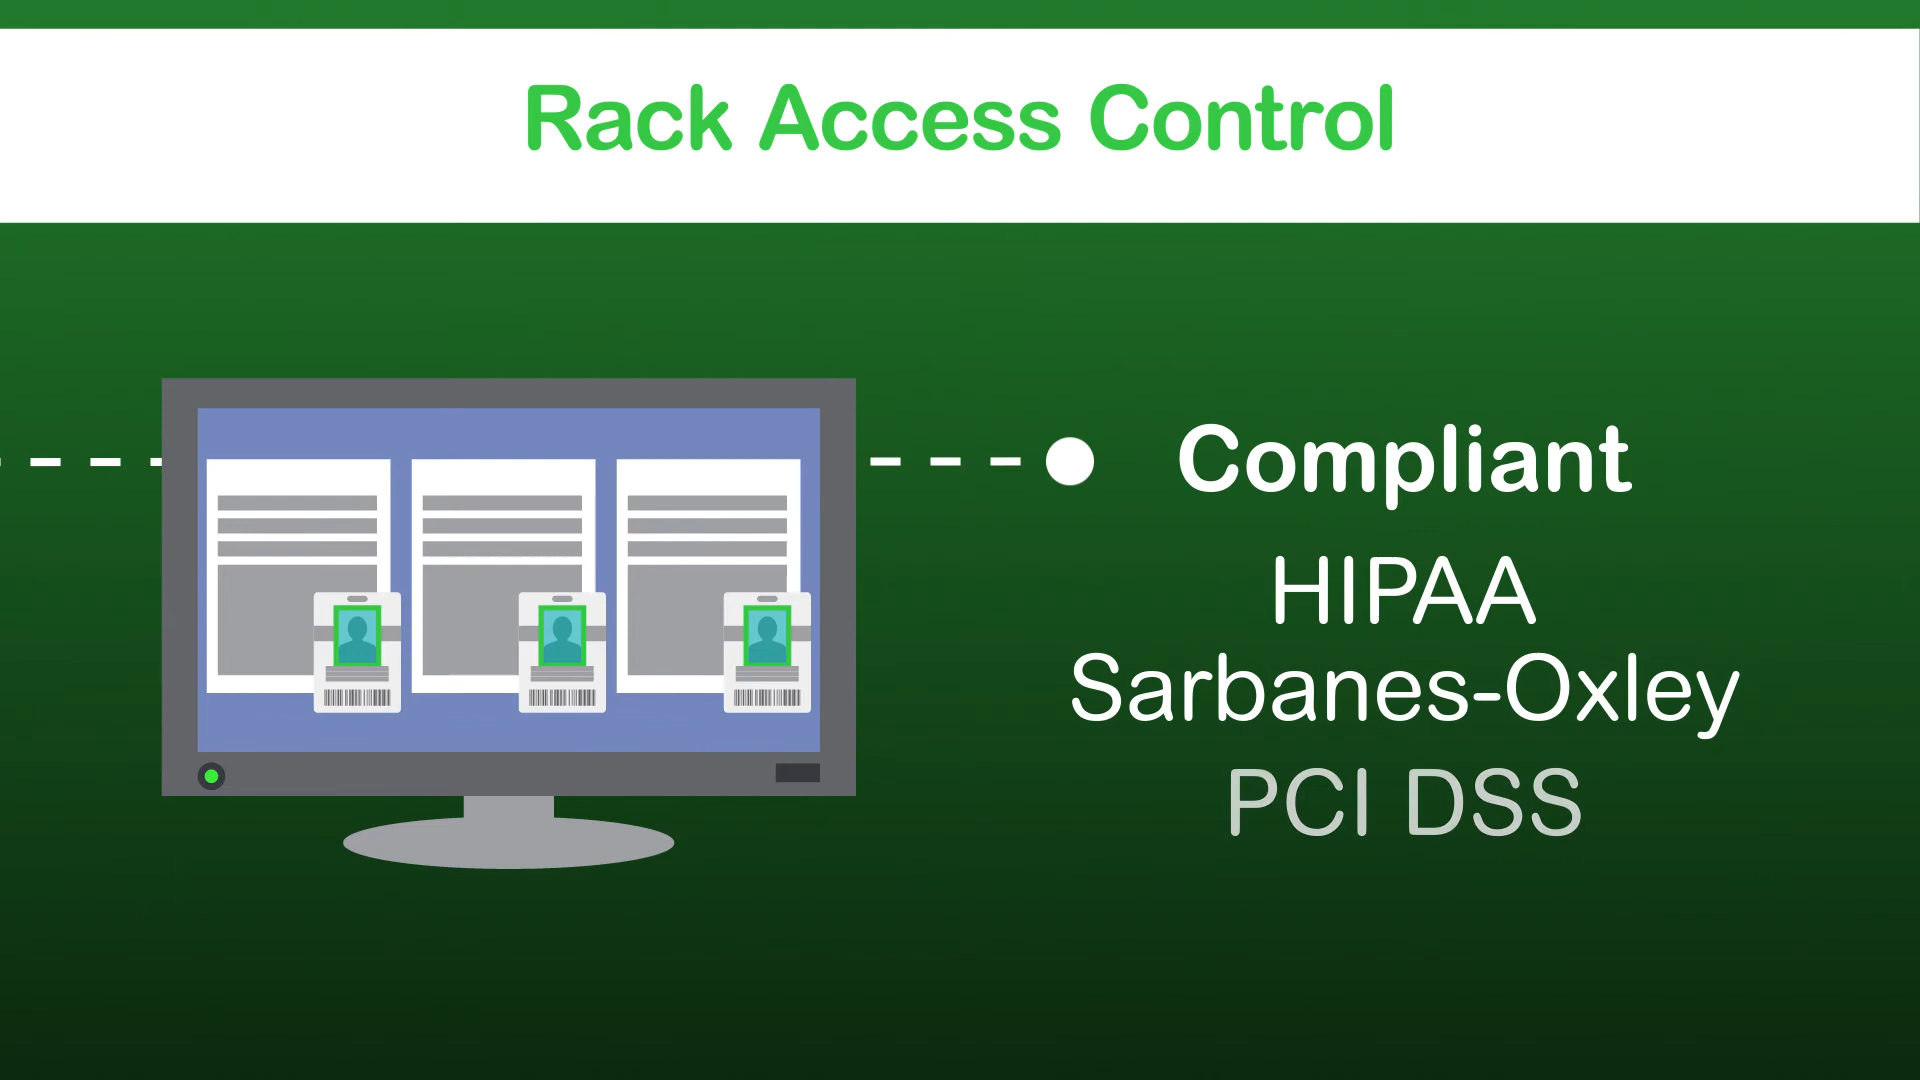 Rack Access Control
Compliant
HIPAA
Sarbanes-Oxley
PCI DSS